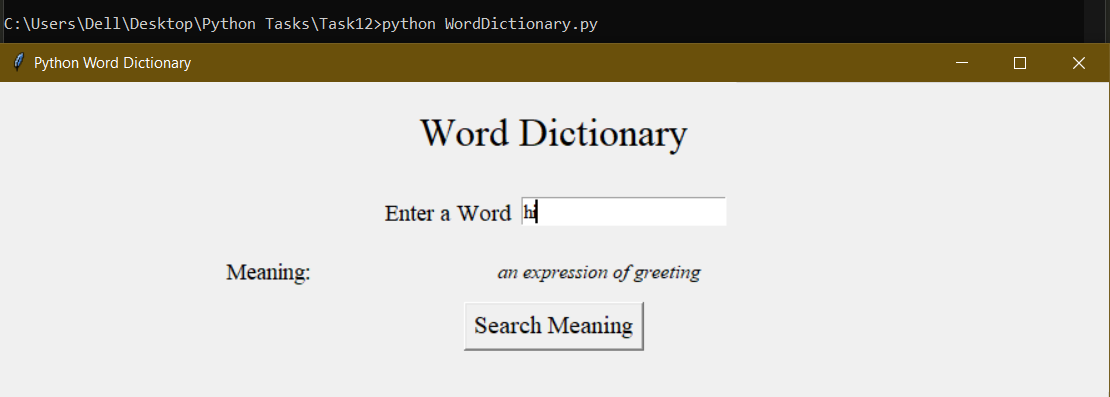 C:\Users\Dell\Desktop\Python Tasks\Task12>python WordDictionary.py
Python Word Dictionary
Word Dictionary
Enter a Word hi
Meaning: an expression of greeting
Search Meaning